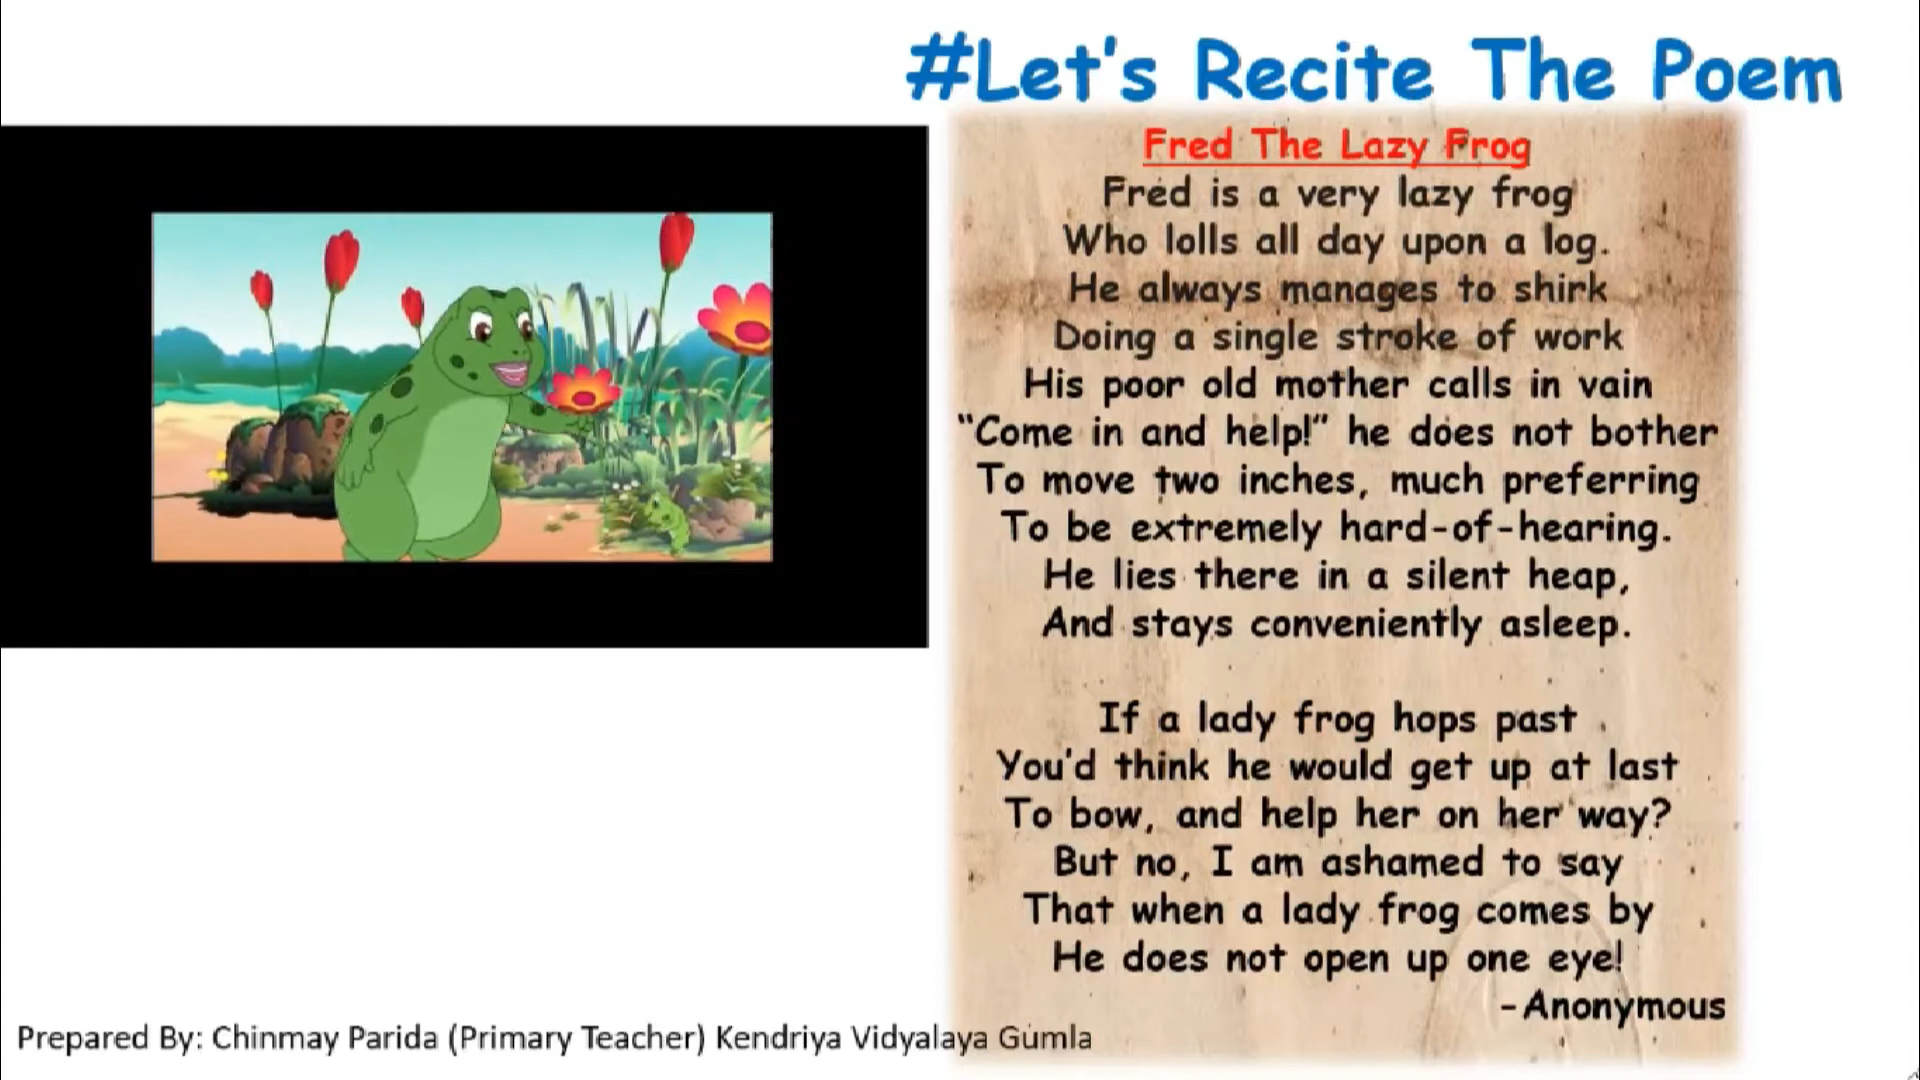 #Let's Recite The Poem
Fred The Lazy Frog
Fred is a very lazy frog
Who lolls all day upon a log.
He always manages to shirk
Doing a single stroke of work
His poor old mother calls in vain
“Come in and help!” he does not bother
To move two inches, much preferring
To be extremely hard-of-hearing.
He lies there in a silent heap,
And stays conveniently asleep.
If a lady frog hops past
You'd think he would get up at last
To bow, and help her on her way?
But no, I am ashamed to say
That when a lady frog comes by
He does not open up one eye!
-Anonymous
Prepared By: Chinmay Parida (Primary Teacher) Kendriya Vidyalaya Gumla